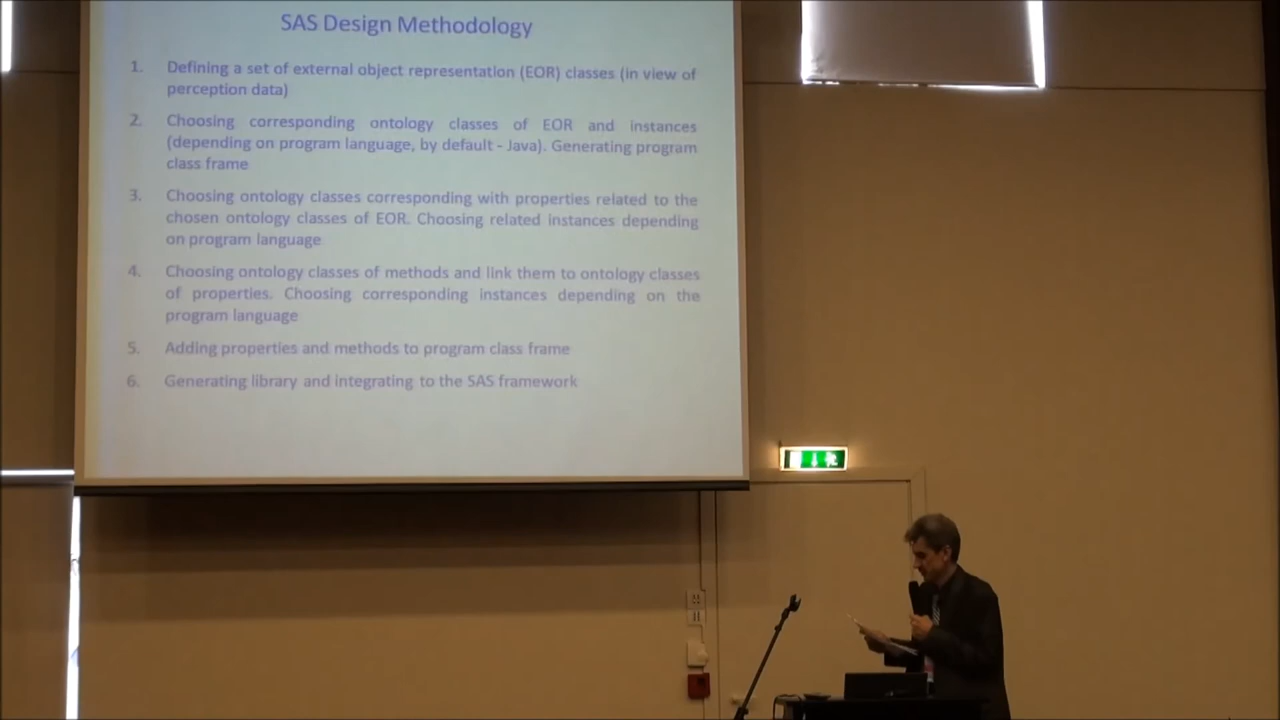 SAS Design Methodology
1. Defining a set of external object representation (EOR) classes (in view of
perception data)
2. Choosing corresponding ontology classes of EOR and instances
(depending on program language, by default - Java). Generating program
class frame
3. Choosing ontology classes corresponding with properties related to the
chosen ontology classes of EOR. Choosing related instances depending
on program language
4. Choosing ontology classes of methods and link them to ontology classes
of properties. Choosing corresponding instances depending on the
program language
5. Adding properties and methods to program class frame
6. Generating library and integrating to the SAS framework